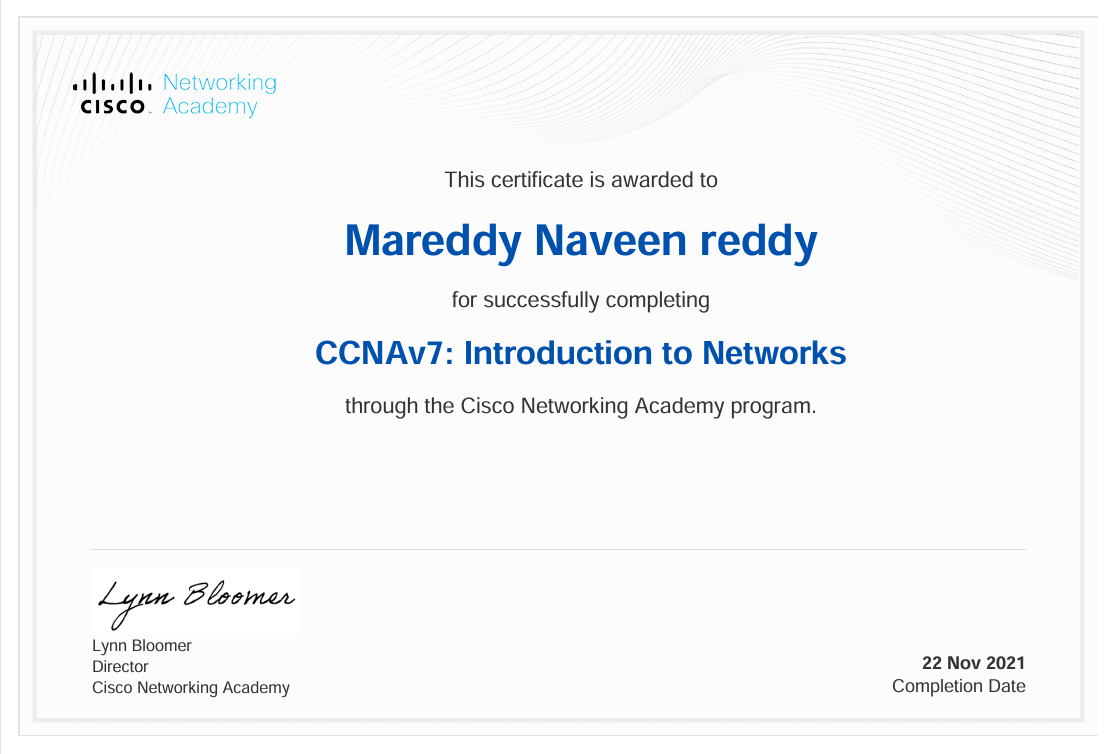 Networking
CISCO Academy
This certificate is awarded to
Mareddy Naveen reddy
for successfully completing
CCNAv7: Introduction to Networks
through the Cisco Networking Academy program.
Lynn Bloomer
Lynn Bloomer
Director
Cisco Networking Academy
22 Nov 2021
Completion Date